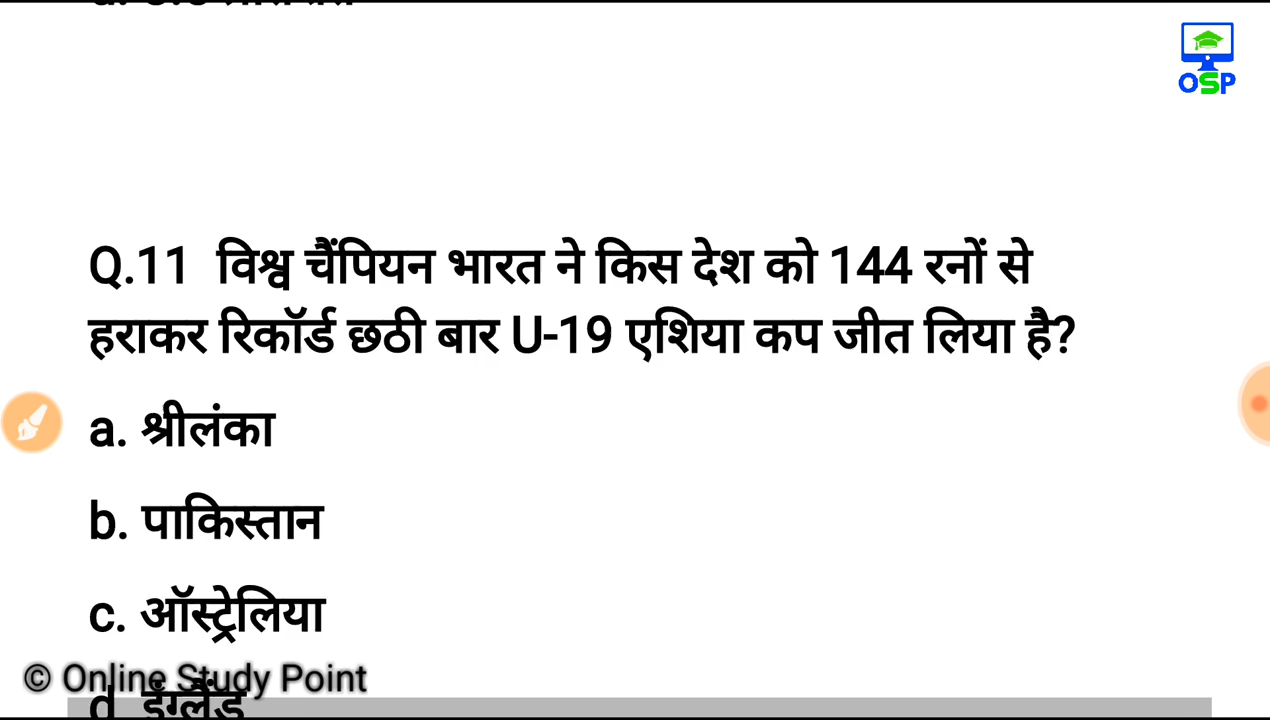 OSP
Q.11 विश्व चैंपियन भारत ने किस देश को 144 रनों से
हराकर रिकॉर्ड छठी बार U-19 एशिया कप जीत लिया है?
a. श्रीलंका
b. पाकिस्तान
c. ऑस्ट्रेलिया
© Online Study Point
d. इंग्लैंड